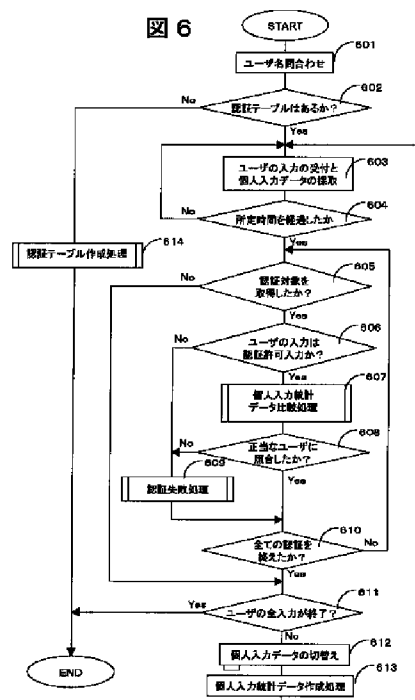 図 6
START
601
ユーザ名問合わせ
602
No
認証テーブルはあるか?
Yes
603
ユーザの入力の受付と
個人入力データの採取
604
No
所定時間を経過したか
614
認証テーブル作成処理
Yes
605
No
認証対象を
取得したか?
Yes
606
No
ユーザの入力は
認証許可入力か?
Yes
607
個人入力統計
データ比較処理
608
No
正当なユーザに
照合したか?
609
認証失敗処理
Yes
610
全ての認証を
終えたか?
No
Yes
611
Yes
ユーザの全入力が終了?
No
612
個人入力データの切替え
END
613
個人入力統計データ作成処理